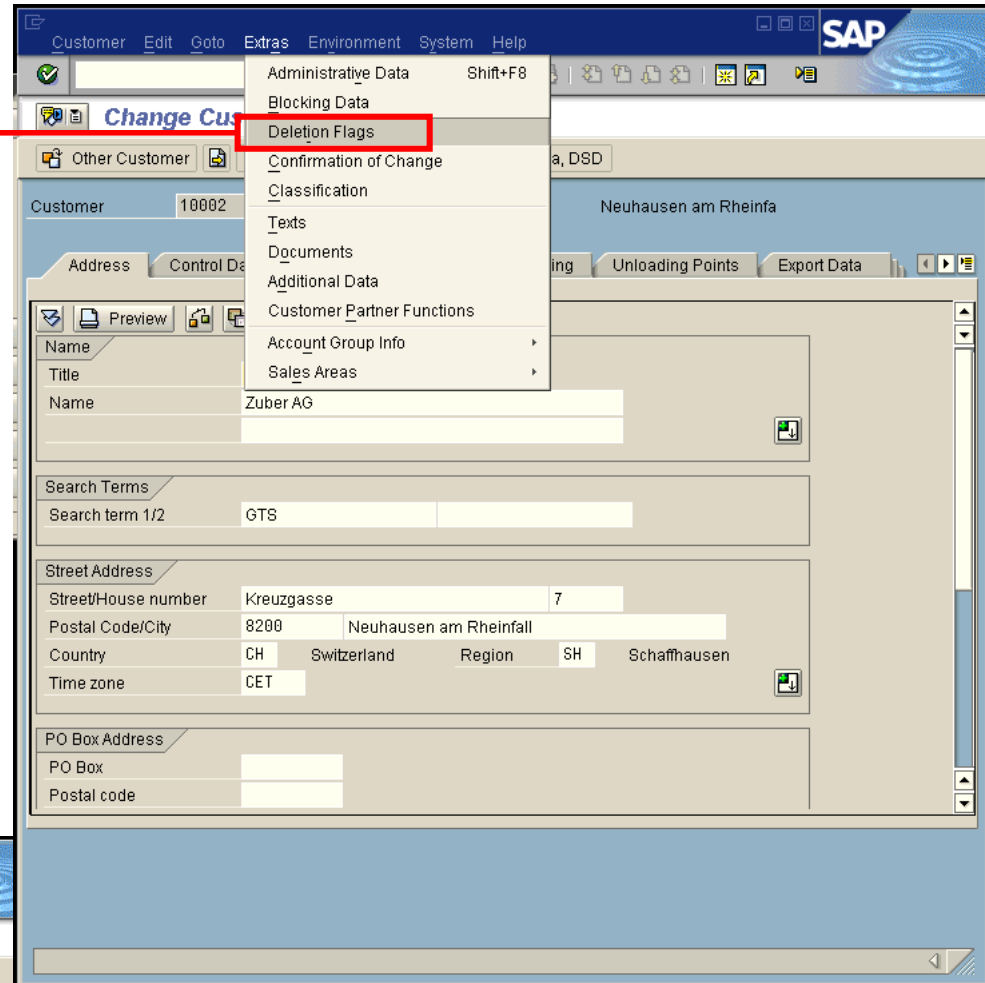 Customer Edit Goto Extras Environment System Help
SAP
Administrative Data Shift+F8
Blocking Data
Change Cus
Deletion Flags
Other Customer
Confirmation of Change
a, DSD
Classification
Customer 10002
Neuhausen am Rheinfa
Texts
Documents
Address Control Da
ing Unloading Points Export Data
Additional Data
Customer Partner Functions
Preview
Account Group Info
Name
Sales Areas
Title
Name Zuber AG
Search Terms
Search term 1/2 GTS
Street Address
Street/House number Kreuzgasse 7
Postal Code/City 8200 Neuhausen am Rheinfall
Country CH Switzerland Region SH Schaffhausen
Time zone CET
PO Box Address
PO Box
Postal code